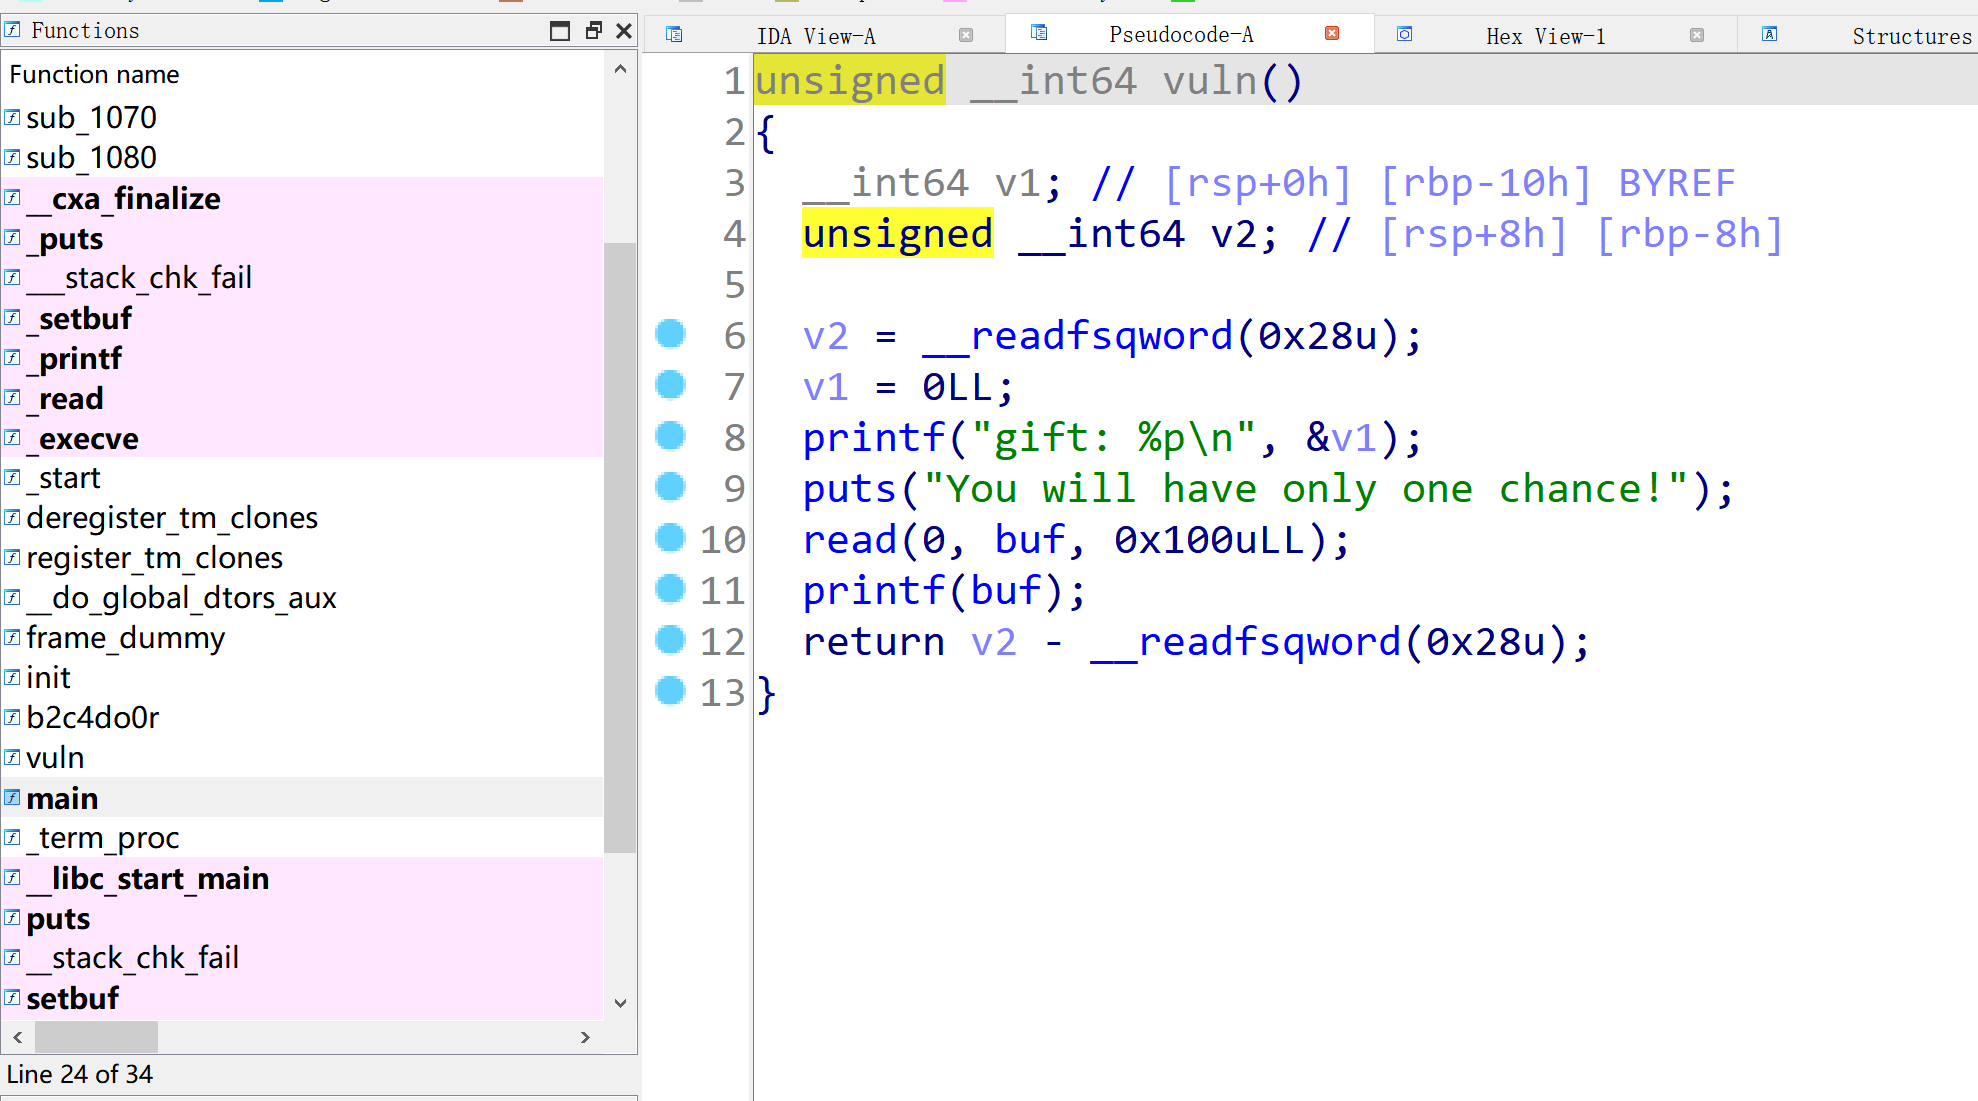 Functions
Function name
sub_1070
sub_1080
__cxa_finalize
_puts
___stack_chk_fail
_setbuf
_printf
_read
_execve
_start
deregister_tm_clones
register_tm_clones
__do_global_dtors_aux
frame_dummy
init
b2c4do0r
vuln
main
_term_proc
__libc_start_main
puts
__stack_chk_fail
setbuf
Line 24 of 34
IDA View-A Pseudocode-A Hex View-1 Structures
1 unsigned __int64 vuln()
2 {
3 __int64 v1; // [rsp+0h] [rbp-10h] BYREF
4 unsigned __int64 v2; // [rsp+8h] [rbp-8h]
5
6 v2 = __readfsqword(0x28u);
7 v1 = 0LL;
8 printf("gift: %p\n", &v1);
9 puts("You will have only one chance!");
10 read(0, buf, 0x100uLL);
11 printf(buf);
12 return v2 - __readfsqword(0x28u);
13 }